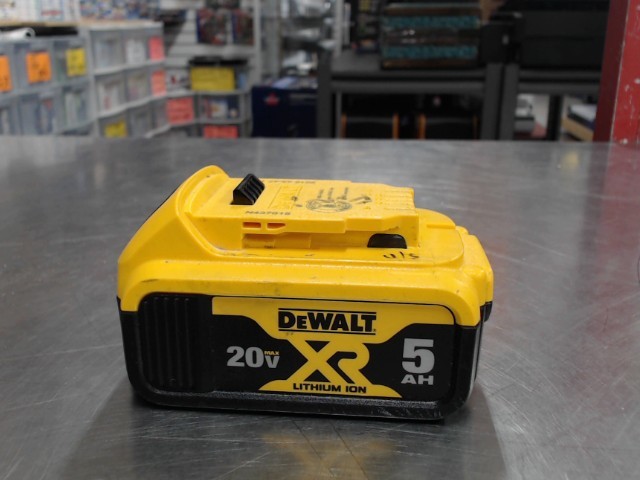 DEWALT
20V MAX
XR
5
AH
LITHIUM ION